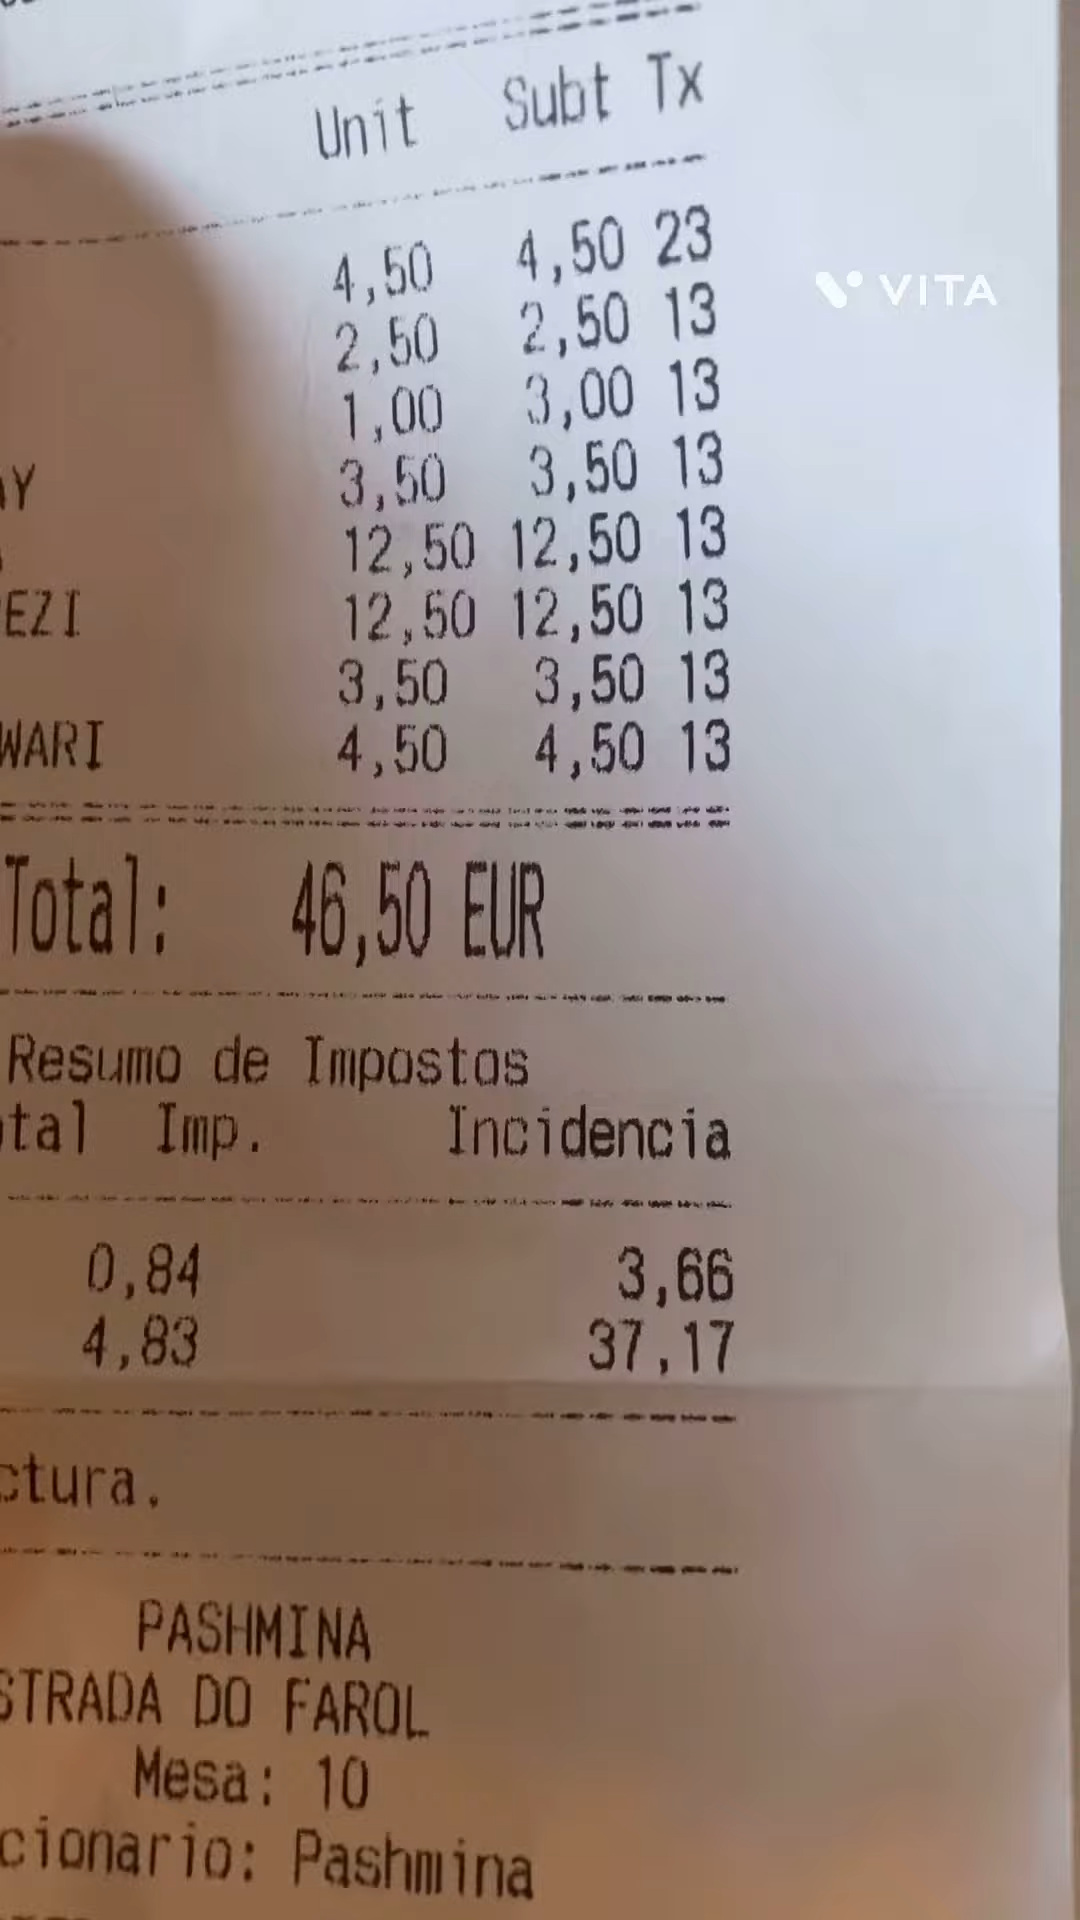 Unit Subt Tx
4,50 4,50 23
2,50 2,50 13
1,00 3,00 13
AY 3,50 3,50 13
12,50 12,50 13
EZI 12,50 12,50 13
3,50 3,50 13
WARI 4,50 4,50 13
Total: 46,50 EUR
Resumo de Impostos
tal Imp. Incidencia
0,84 3,66
4,83 37,17
ctura.
PASHMINA
STRADA DO FAROL
Mesa: 10
cionario: Pashmina
VITA